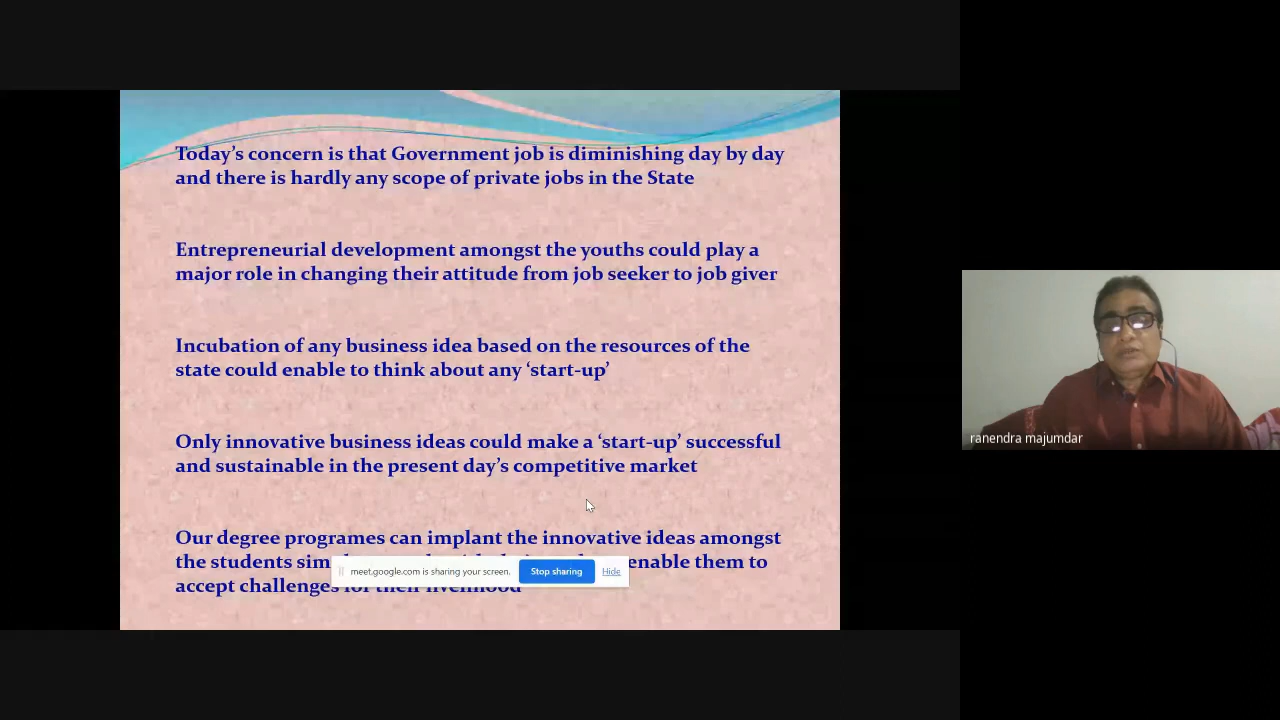 Today's concern is that Government job is diminishing day by day
and there is hardly any scope of private jobs in the State
Entrepreneurial development amongst the youths could play a
major role in changing their attitude from job seeker to job giver
Incubation of any business idea based on the resources of the
state could enable to think about any ‘start-up’
Only innovative business ideas could make a ‘start-up’ successful
and sustainable in the present day’s competitive market
Our degree programes can implant the innovative ideas amongst
the students enable them to
accept challenges for their livelihood
meet.google.com is sharing your screen. Stop sharing Hide
ranendra majumdar